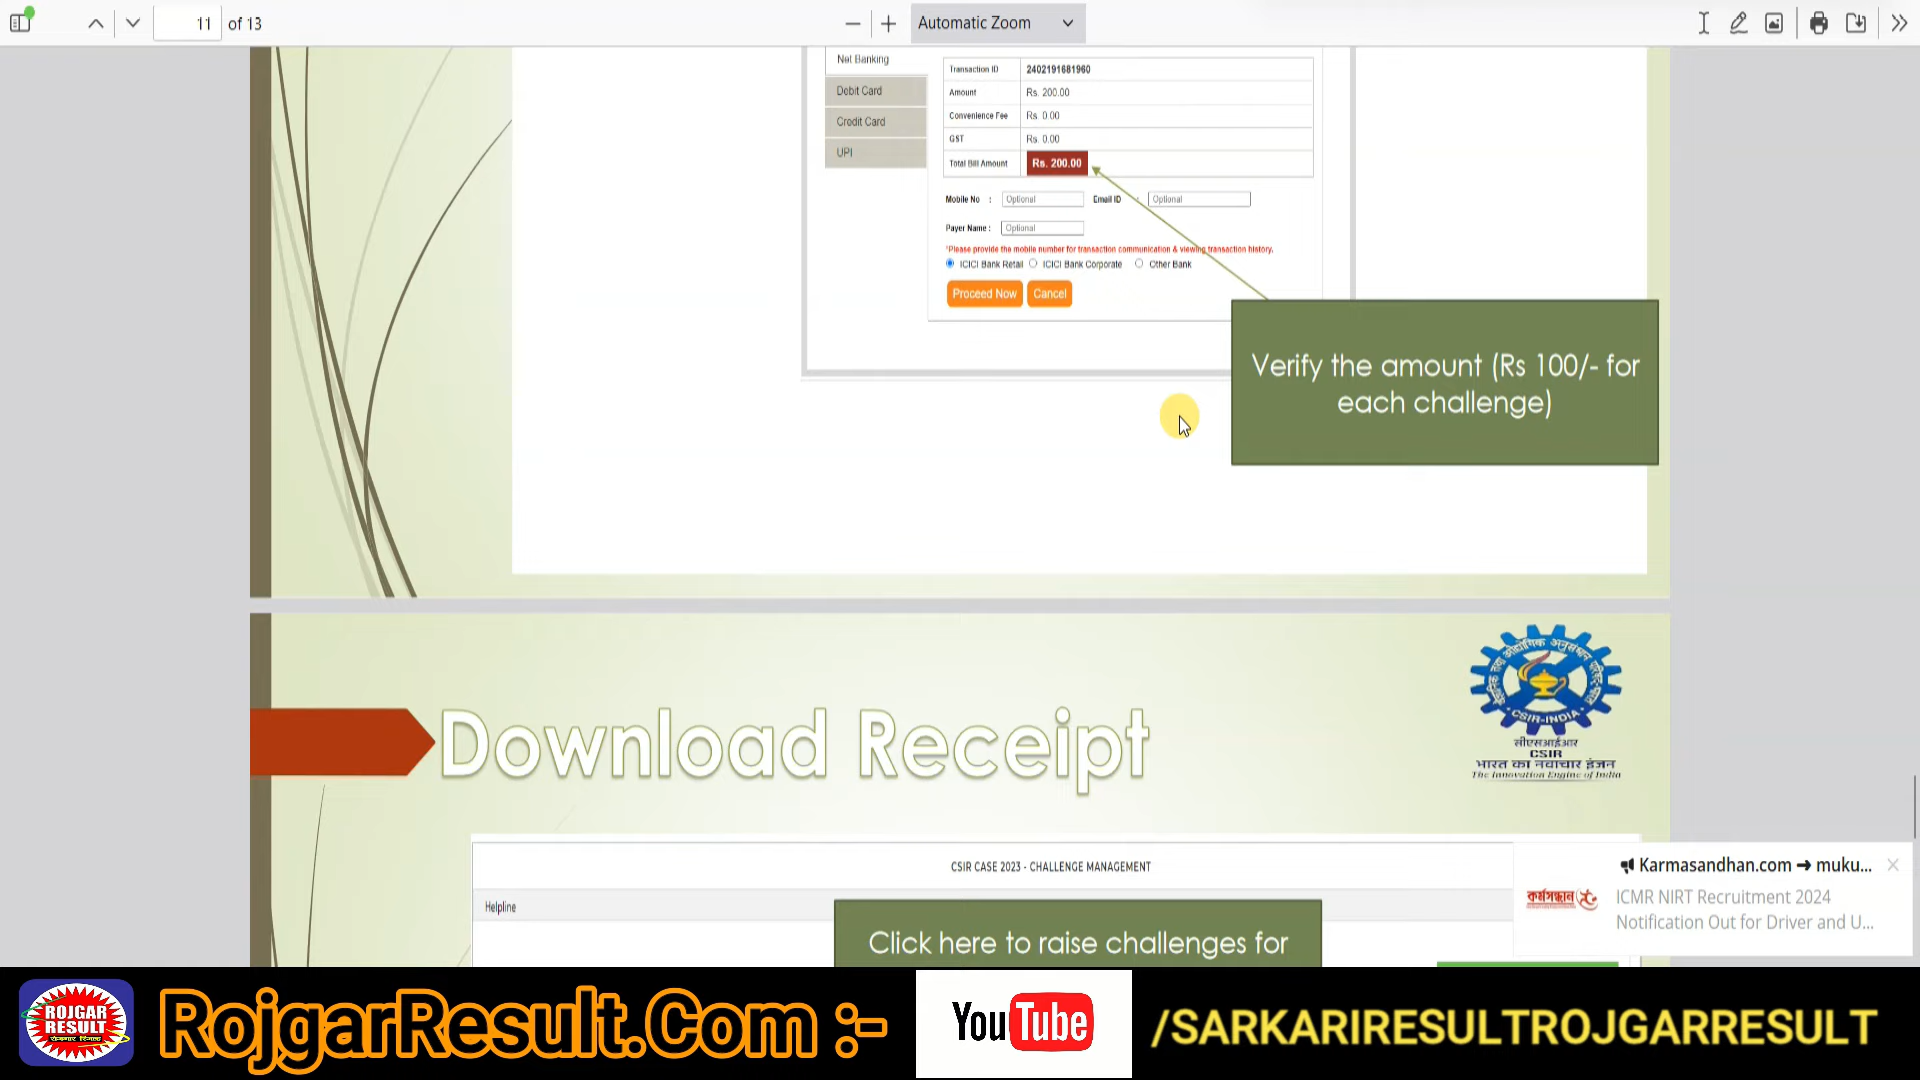 11 of 13
Automatic Zoom
Net Banking
Debit Card
Credit Card
UPI
Transaction ID 2402191681960
Amount Rs. 200.00
Convenience Fee Rs. 0.00
GST Rs. 0.00
Total Bill Amount Rs. 200.00
Mobile No : Optional Email ID : Optional
Payer Name : Optional
*Please provide the mobile number for transaction communication & viewing transaction history.
ICICI Bank Retail ICICI Bank Corporate Other Bank
Proceed Now Cancel
Verify the amount (Rs 100/- for
each challenge)
CSIR-INDIA
सीएसआईआर
CSIR
भारत का नवाचार इंजन
The Innovation Engine of India
Download Receipt
CSIR CASE 2023 - CHALLENGE MANAGEMENT
Helpline
Click here to raise challenges for
कর্মসন্ধান
Karmasandhan.com ➜ muku...
ICMR NIRT Recruitment 2024
Notification Out for Driver and U...
ROJGAR
RESULT
रोजगार रिजल्ट
RojgarResult.Com :-
YouTube
/SARKARIRESULTROJGARRESULT